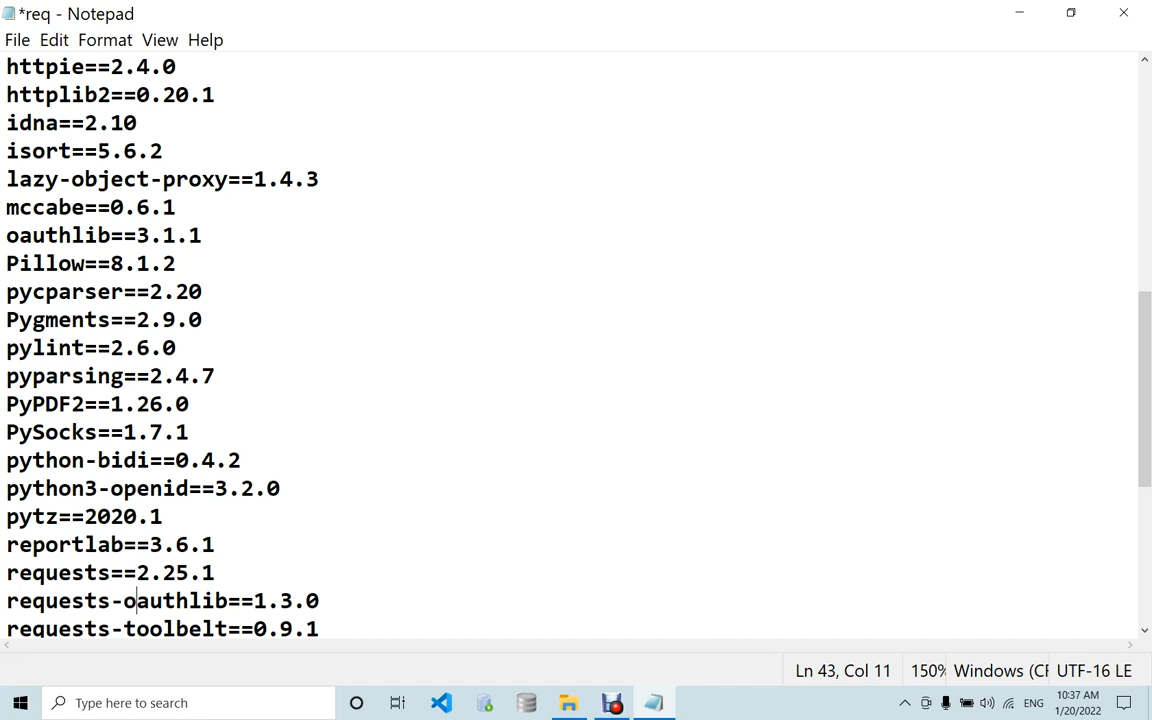 *req - Notepad
File Edit Format View Help
httpie==2.4.0
httplib2==0.20.1
idna==2.10
isort==5.6.2
lazy-object-proxy==1.4.3
mccabe==0.6.1
oauthlib==3.1.1
Pillow==8.1.2
pycparser==2.20
Pygments==2.9.0
pylint==2.6.0
pyparsing==2.4.7
PyPDF2==1.26.0
PySocks==1.7.1
python-bidi==0.4.2
python3-openid==3.2.0
pytz==2020.1
reportlab==3.6.1
requests==2.25.1
requests-oauthlib==1.3.0
requests-toolbelt==0.9.1
Ln 43, Col 11 150% Windows (CF UTF-16 LE
Type here to search
ENG
10:37 AM
1/20/2022